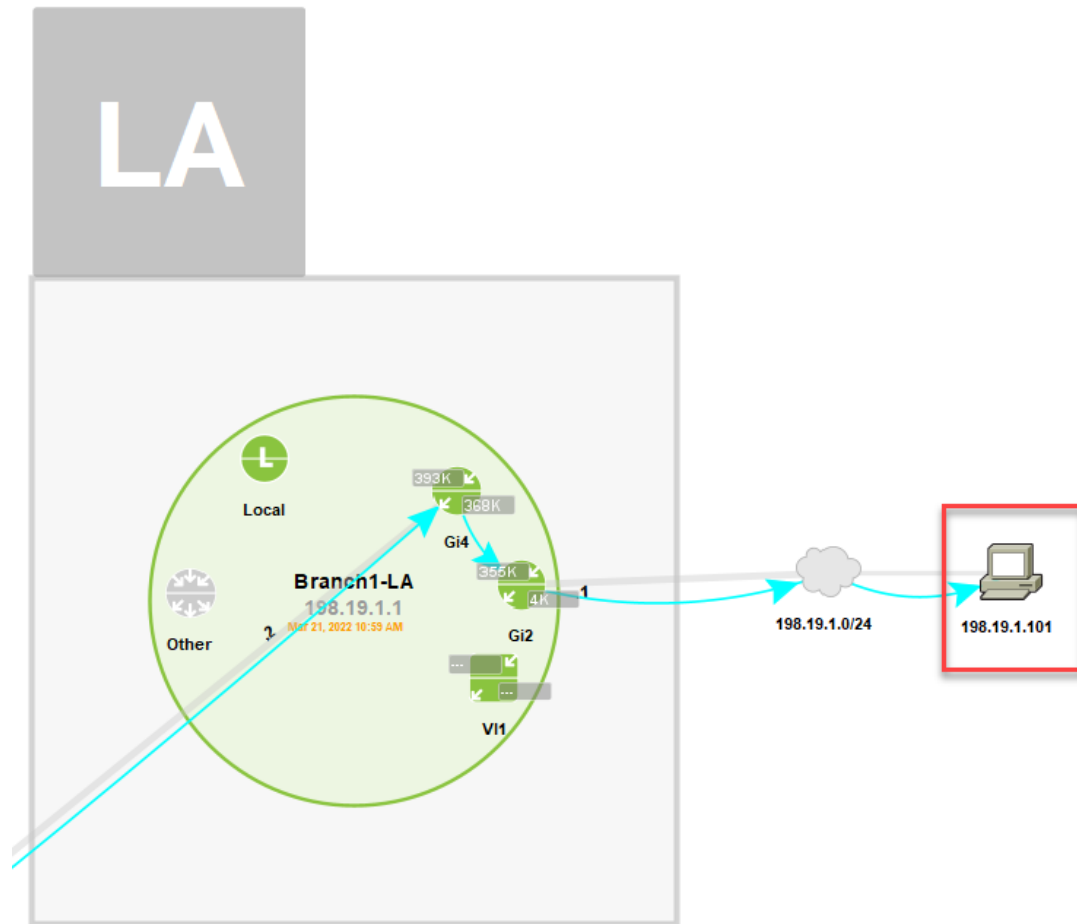 LA
Local
393K
368K
Gi4
355K
4K
1
Gi2
Branch1-LA
198.19.1.1
Mar 21, 2022 10:59 AM
.2
Other
---
---
Vl1
198.19.1.0/24
198.19.1.101